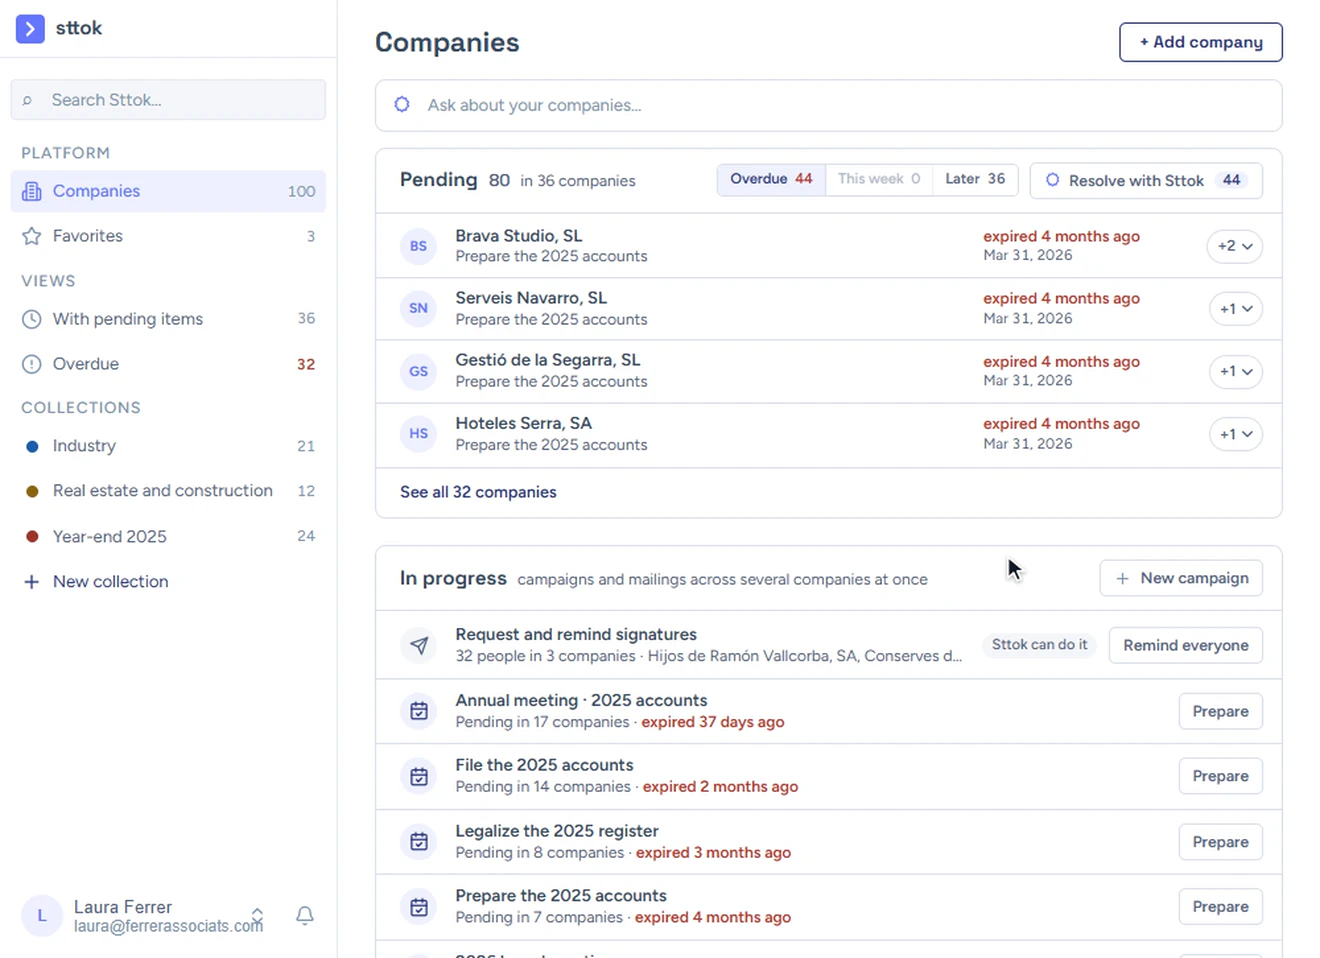 sttok
Search Sttok...
PLATFORM
Companies 100
Favorites 3
VIEWS
With pending items 36
Overdue 32
COLLECTIONS
Industry 21
Real estate and construction 12
Year-end 2025 24
+ New collection
L
Laura Ferrer
laura@ferrerassociats.com
Companies
+ Add company
Ask about your companies...
Pending 80 in 36 companies
Overdue 44
This week 0
Later 36
Resolve with Sttok 44
BS
Brava Studio, SL
Prepare the 2025 accounts
expired 4 months ago
Mar 31, 2026
+2
SN
Serveis Navarro, SL
Prepare the 2025 accounts
expired 4 months ago
Mar 31, 2026
+1
GS
Gestió de la Segarra, SL
Prepare the 2025 accounts
expired 4 months ago
Mar 31, 2026
+1
HS
Hoteles Serra, SA
Prepare the 2025 accounts
expired 4 months ago
Mar 31, 2026
+1
See all 32 companies
In progress campaigns and mailings across several companies at once
+ New campaign
Request and remind signatures
32 people in 3 companies · Hijos de Ramón Vallcorba, SA, Conserves d...
Sttok can do it
Remind everyone
Annual meeting · 2025 accounts
Pending in 17 companies · expired 37 days ago
Prepare
File the 2025 accounts
Pending in 14 companies · expired 2 months ago
Prepare
Legalize the 2025 register
Pending in 8 companies · expired 3 months ago
Prepare
Prepare the 2025 accounts
Pending in 7 companies · expired 4 months ago
Prepare